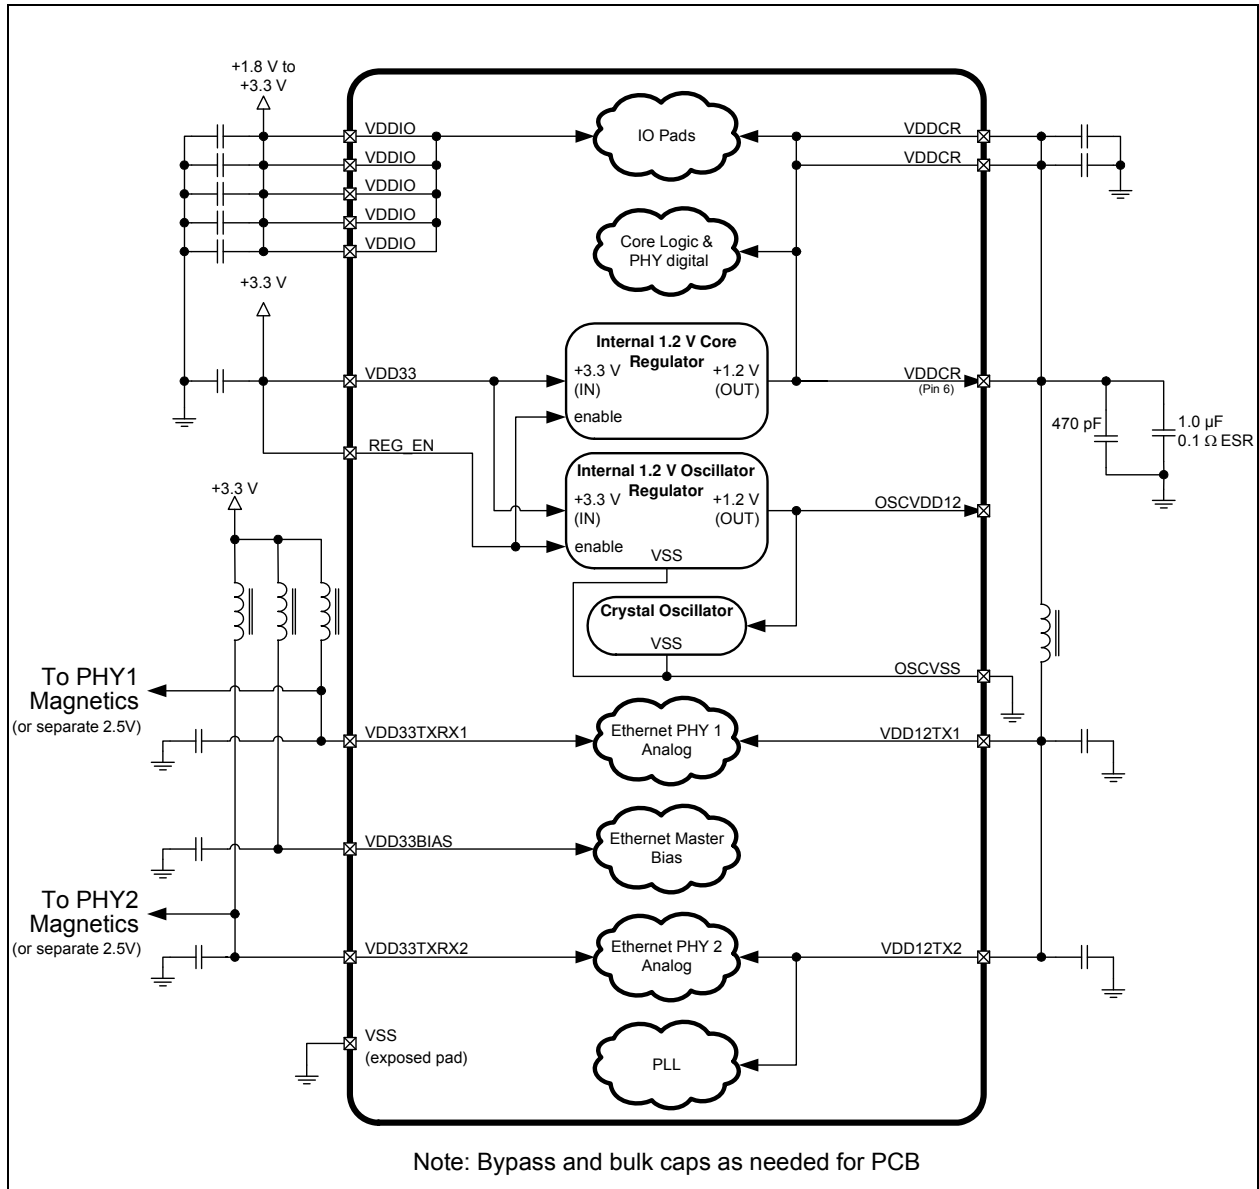 +1.8 V to
+3.3 V
VDDIO
VDDIO
VDDIO
VDDIO
VDDIO
IO Pads
VDDCR
VDDCR
Core Logic &
PHY digital
+3.3 V
VDD33
Internal 1.2 V Core
Regulator
+3.3 V
(IN)
+1.2 V
(OUT)
enable
VDDCR
(Pin 6)
470 pF
1.0 µF
0.1 Ω ESR
REG_EN
Internal 1.2 V Oscillator
Regulator
+3.3 V
(IN)
+1.2 V
(OUT)
enable
VSS
OSCVDD12
+3.3 V
Crystal Oscillator
VSS
OSCVSS
To PHY1
Magnetics
(or separate 2.5V)
VDD33TXRX1
Ethernet PHY 1
Analog
VDD12TX1
VDD33BIAS
Ethernet Master
Bias
To PHY2
Magnetics
(or separate 2.5V)
VDD33TXRX2
Ethernet PHY 2
Analog
VDD12TX2
VSS
(exposed pad)
PLL
Note: Bypass and bulk caps as needed for PCB